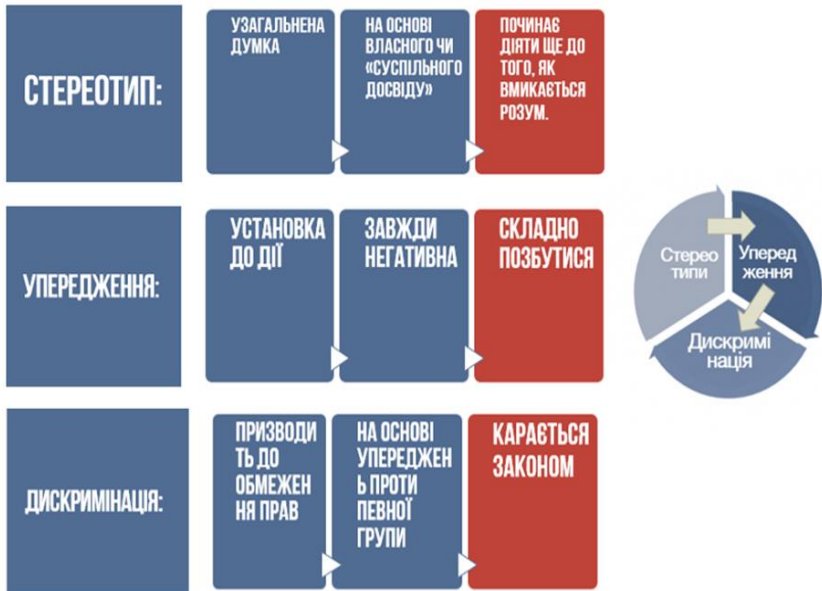 СТЕРЕОТИП:
УЗАГАЛЬНЕНА
ДУМКА
НА ОСНОВІ
ВЛАСНОГО ЧИ
«СУСПІЛЬНОГО
ДОСВІДУ»
ПОЧИНАЄ
ДІЯТИ ЩЕ ДО
ТОГО, ЯК
ВМИКАЄТЬСЯ
РОЗУМ.
УПЕРЕДЖЕННЯ:
УСТАНОВКА
ДО ДІЇ
ЗАВЖДИ
НЕГАТИВНА
СКЛАДНО
ПОЗБУТИСЯ
Стерео
типи
Уперед
ження
Дискримі
нація
ДИСКРИМІНАЦІЯ:
ПРИЗВОДИ
ТЬ ДО
ОБМЕЖЕН
НЯ ПРАВ
НА ОСНОВІ
УПЕРЕДЖЕН
Ь ПРОТИ
ПЕВНОЇ
ГРУПИ
КАРАЄТЬСЯ
ЗАКОНОМ